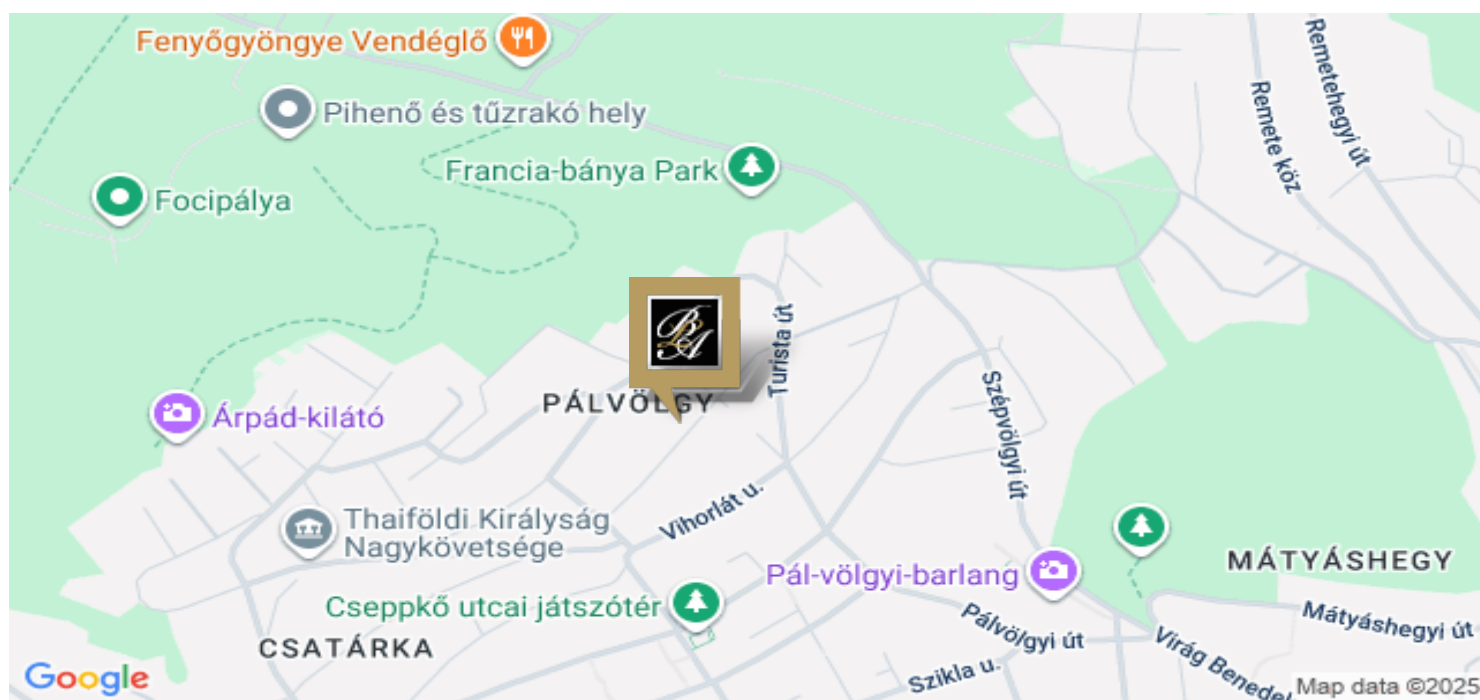 Fenyőgyöngye Vendéglő
Remetehegyi út
Remete köz
Pihenő és tűzrakó hely
Francia-bánya Park
Focipálya
BLA
Turista út
PÁLVÖLGY
Szépvölgyi út
Árpád-kilátó
Vihorlát u.
Thaiföldi Királyság
Nagykövetsége
MÁTYÁSHEGY
Pál-völgyi-barlang
Cseppkő utcai játszótér
Pálvölgyi út
Mátyáshegyi út
CSATÁRKA
Virág Benedek
Szikla u.
Google
Map data ©2025